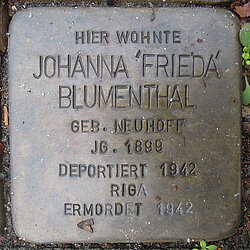 HIER WOHNTE
JOHANNA 'FRIEDA'
BLUMENTHAL
GEB. NEUHOFF
JG. 1899
DEPORTIERT 1942
RIGA
ERMORDET 1942